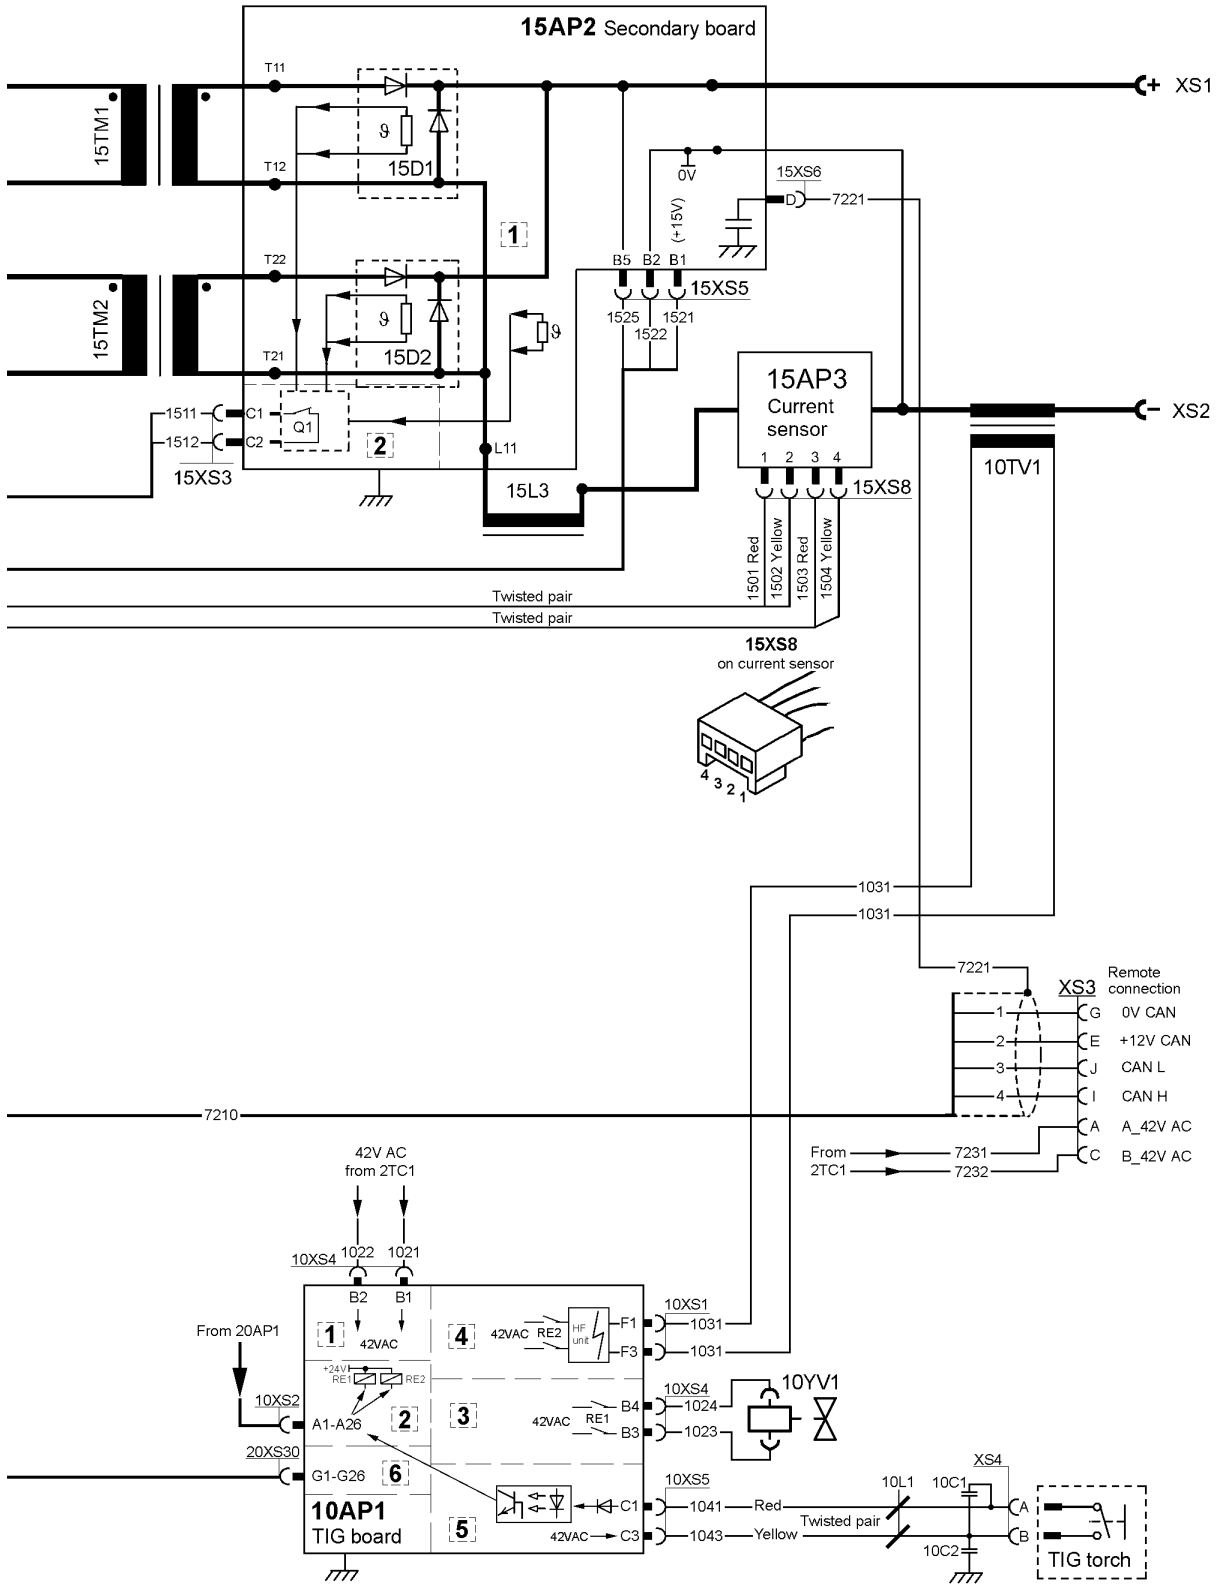 15AP2 Secondary board
T11
XS1
15TM1
ϑ
15D1
T12
0V
15XS6
D
7221
(+15V)
1
T22
B5 B2 B1
15XS5
15TM2
ϑ
ϑ
1525
1521
1522
15D2
T21
15AP3
Current
sensor
XS2
1511
C1
Q1
1512
C2
2
L11
1 2 3 4
10TV1
15XS3
15L3
15XS8
1501 Red
1502 Yellow
1503 Red
1504 Yellow
Twisted pair
Twisted pair
15XS8
on current sensor
4 3 2 1
1031
1031
7221
Remote
connection
XS3
1
G
0V CAN
2
E
+12V CAN
3
J
CAN L
4
I
CAN H
7210
A
A_42V AC
From
7231
C
B_42V AC
2TC1
7232
42V AC
from 2TC1
10XS4
1022
1021
B2
B1
42VAC
1
From 20AP1
+24V
RE1
RE2
10XS2
A1-A26
2
20XS30
G1-G26
6
10AP1
TIG board
4
42VAC
RE2
HF
unit
F1
F3
10XS1
1031
1031
3
42VAC
RE1
B4
B3
10XS4
1024
1023
10YV1
5
C1
42VAC
C3
10XS5
1041
Red
1043
Yellow
Twisted pair
10L1
10C1
10C2
XS4
A
B
TIG torch